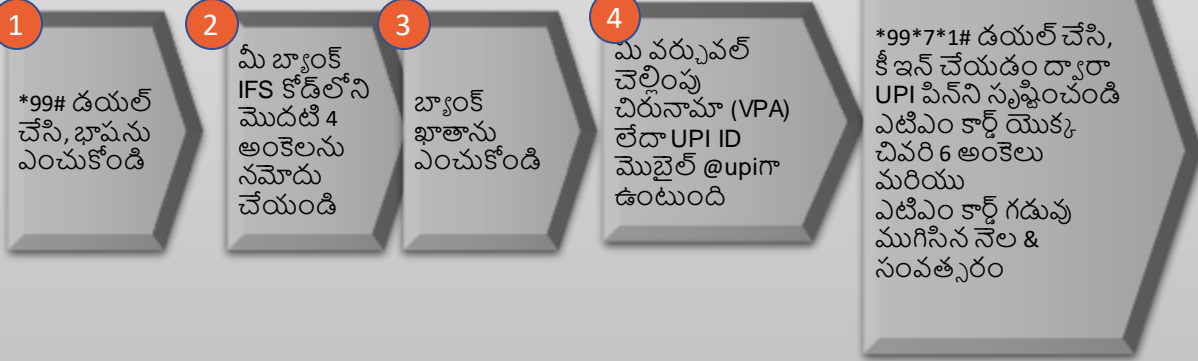 1
*99# డయల్
చేసి, భాషను
ఎంచుకోండి
2
మీ బ్యాంక్
IFS కోడ్‌లోని
మొదటి 4
అంకెలను
నమోదు
చేయండి
3
బ్యాంక్
ఖాతాను
ఎంచుకోండి
4
మీ వర్చువల్
చెల్లింపు
చిరునామా (VPA)
లేదా UPI ID
మొబైల్ @upiగా
ఉంటుంది
*99*7*1# డయల్ చేసి,
కీ ఇన్ చేయడం ద్వారా
UPI పిన్‌ని సృష్టించండి
ఎటిఎం కార్డ్ యొక్క
చివరి 6 అంకెలు
మరియు
ఎటిఎం కార్డ్ గడువు
ముగిసిన నెల &
సంవత్సరం